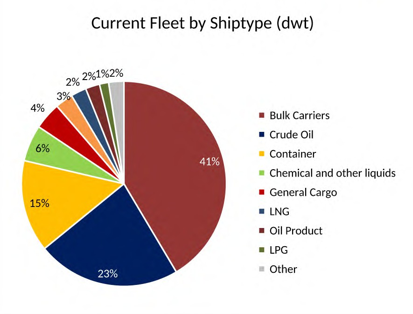 Current Fleet by Shiptype (dwt)
2% 2% 1% 2%
3%
4%
6%
41%
15%
23%
Bulk Carriers
Crude Oil
Container
Chemical and other liquids
General Cargo
LNG
Oil Product
LPG
Other